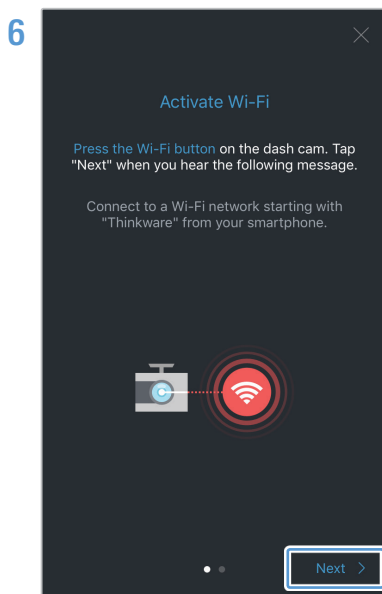 6
Activate Wi-Fi
Press the Wi-Fi button on the dash cam. Tap
"Next" when you hear the following message.
Connect to a Wi-Fi network starting with
"Thinkware" from your smartphone.
Next